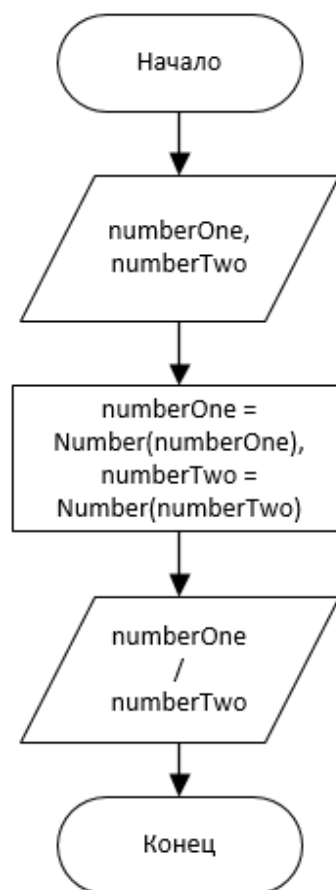 Начало
numberOne,
numberTwo
numberOne =
Number(numberOne),
numberTwo =
Number(numberTwo)
numberOne
/
numberTwo
Конец